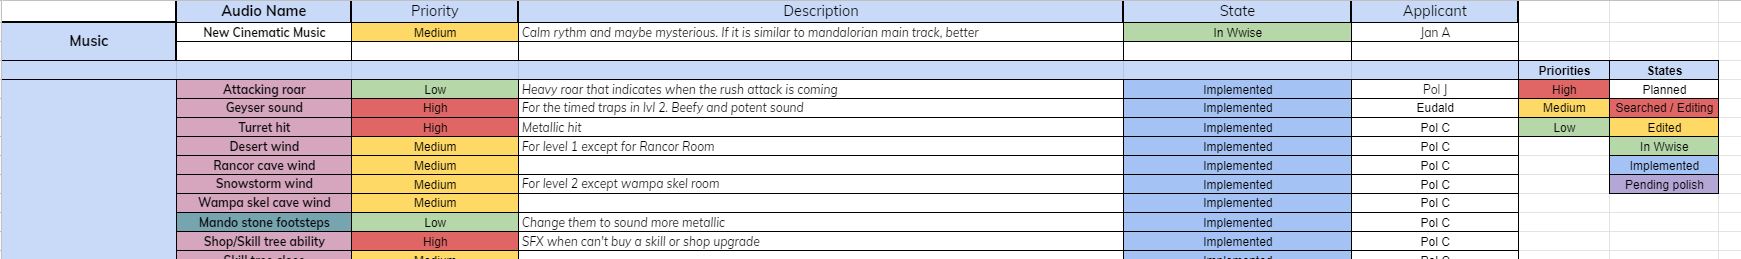 Audio Name Priority Description State Applicant
Music New Cinematic Music Medium Calm rythm and maybe mysterious. If it is similar to mandalorian main track, better In Wwise Jan A
Priorities States
Attacking roar Low Heavy roar that indicates when the rush attack is coming Implemented Pol J High Planned
Geyser sound High For the timed traps in lvl 2. Beefy and potent sound Implemented Eudald Medium Searched / Editing
Turret hit High Metallic hit Implemented Pol C Low Edited
Desert wind Medium For level 1 except for Rancor Room Implemented Pol C In Wwise
Rancor cave wind Medium Implemented Pol C Implemented
Snowstorm wind Medium For level 2 except wampa skel room Implemented Pol C Pending polish
Wampa skel cave wind Medium Implemented Pol C
Mando stone footsteps Low Change them to sound more metallic Implemented Pol C
Shop/Skill tree ability High SFX when can't buy a skill or shop upgrade Implemented Pol C
Skill tree close Medium Implemented Pol C